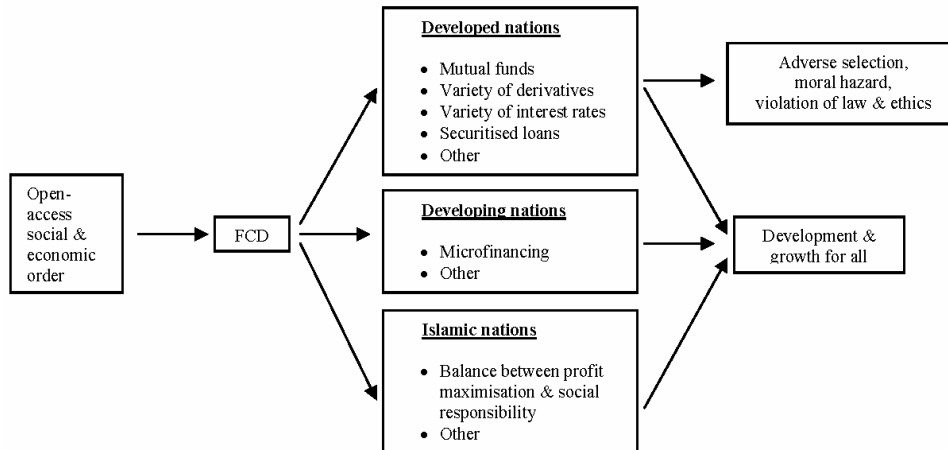 Open-
access
social &
economic
order
FCD
Developed nations
• Mutual funds
• Variety of derivatives
• Variety of interest rates
• Securitised loans
• Other
Developing nations
• Microfinancing
• Other
Islamic nations
• Balance between profit
maximisation & social
responsibility
• Other
Adverse selection,
moral hazard,
violation of law & ethics
Development &
growth for all